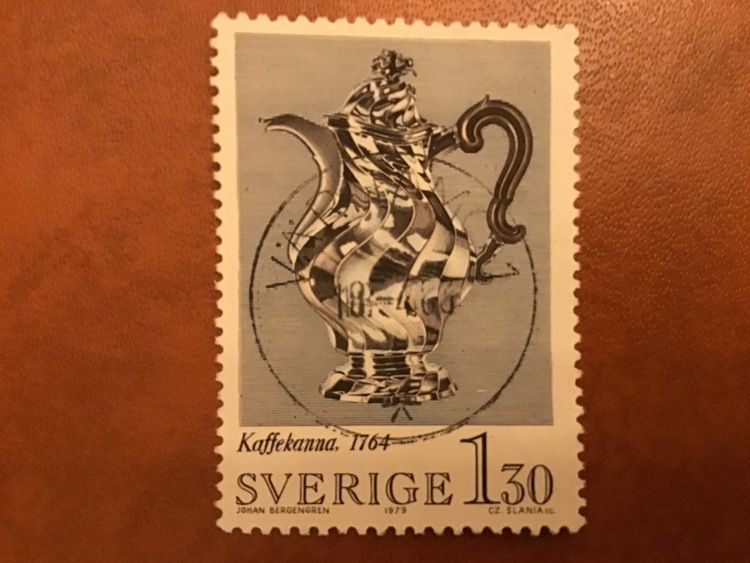 Kaffekanna, 1764
SVERIGE 1 30
JOHAN BERGENGREN 1979 CZ. SLANIA SC.